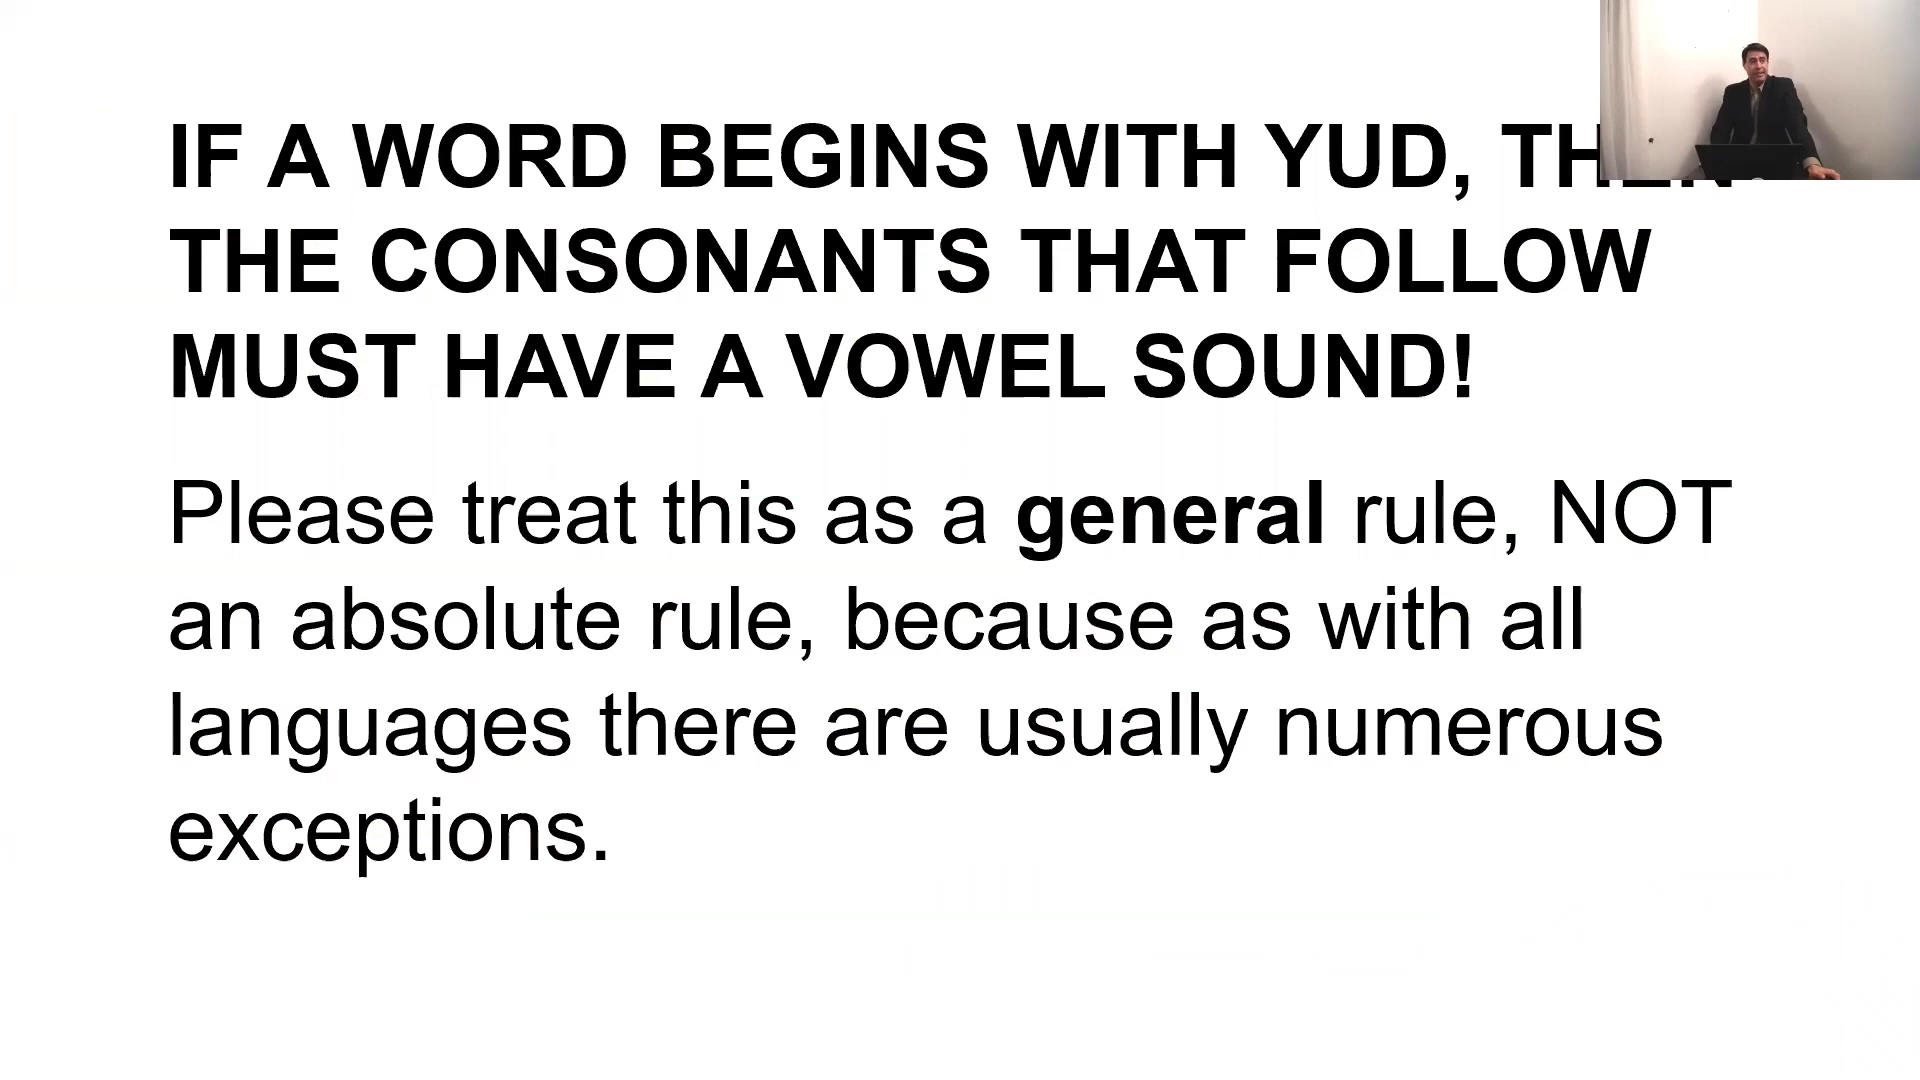 IF A WORD BEGINS WITH YUD, THEN
THE CONSONANTS THAT FOLLOW
MUST HAVE A VOWEL SOUND!
Please treat this as a general rule, NOT
an absolute rule, because as with all
languages there are usually numerous
exceptions.